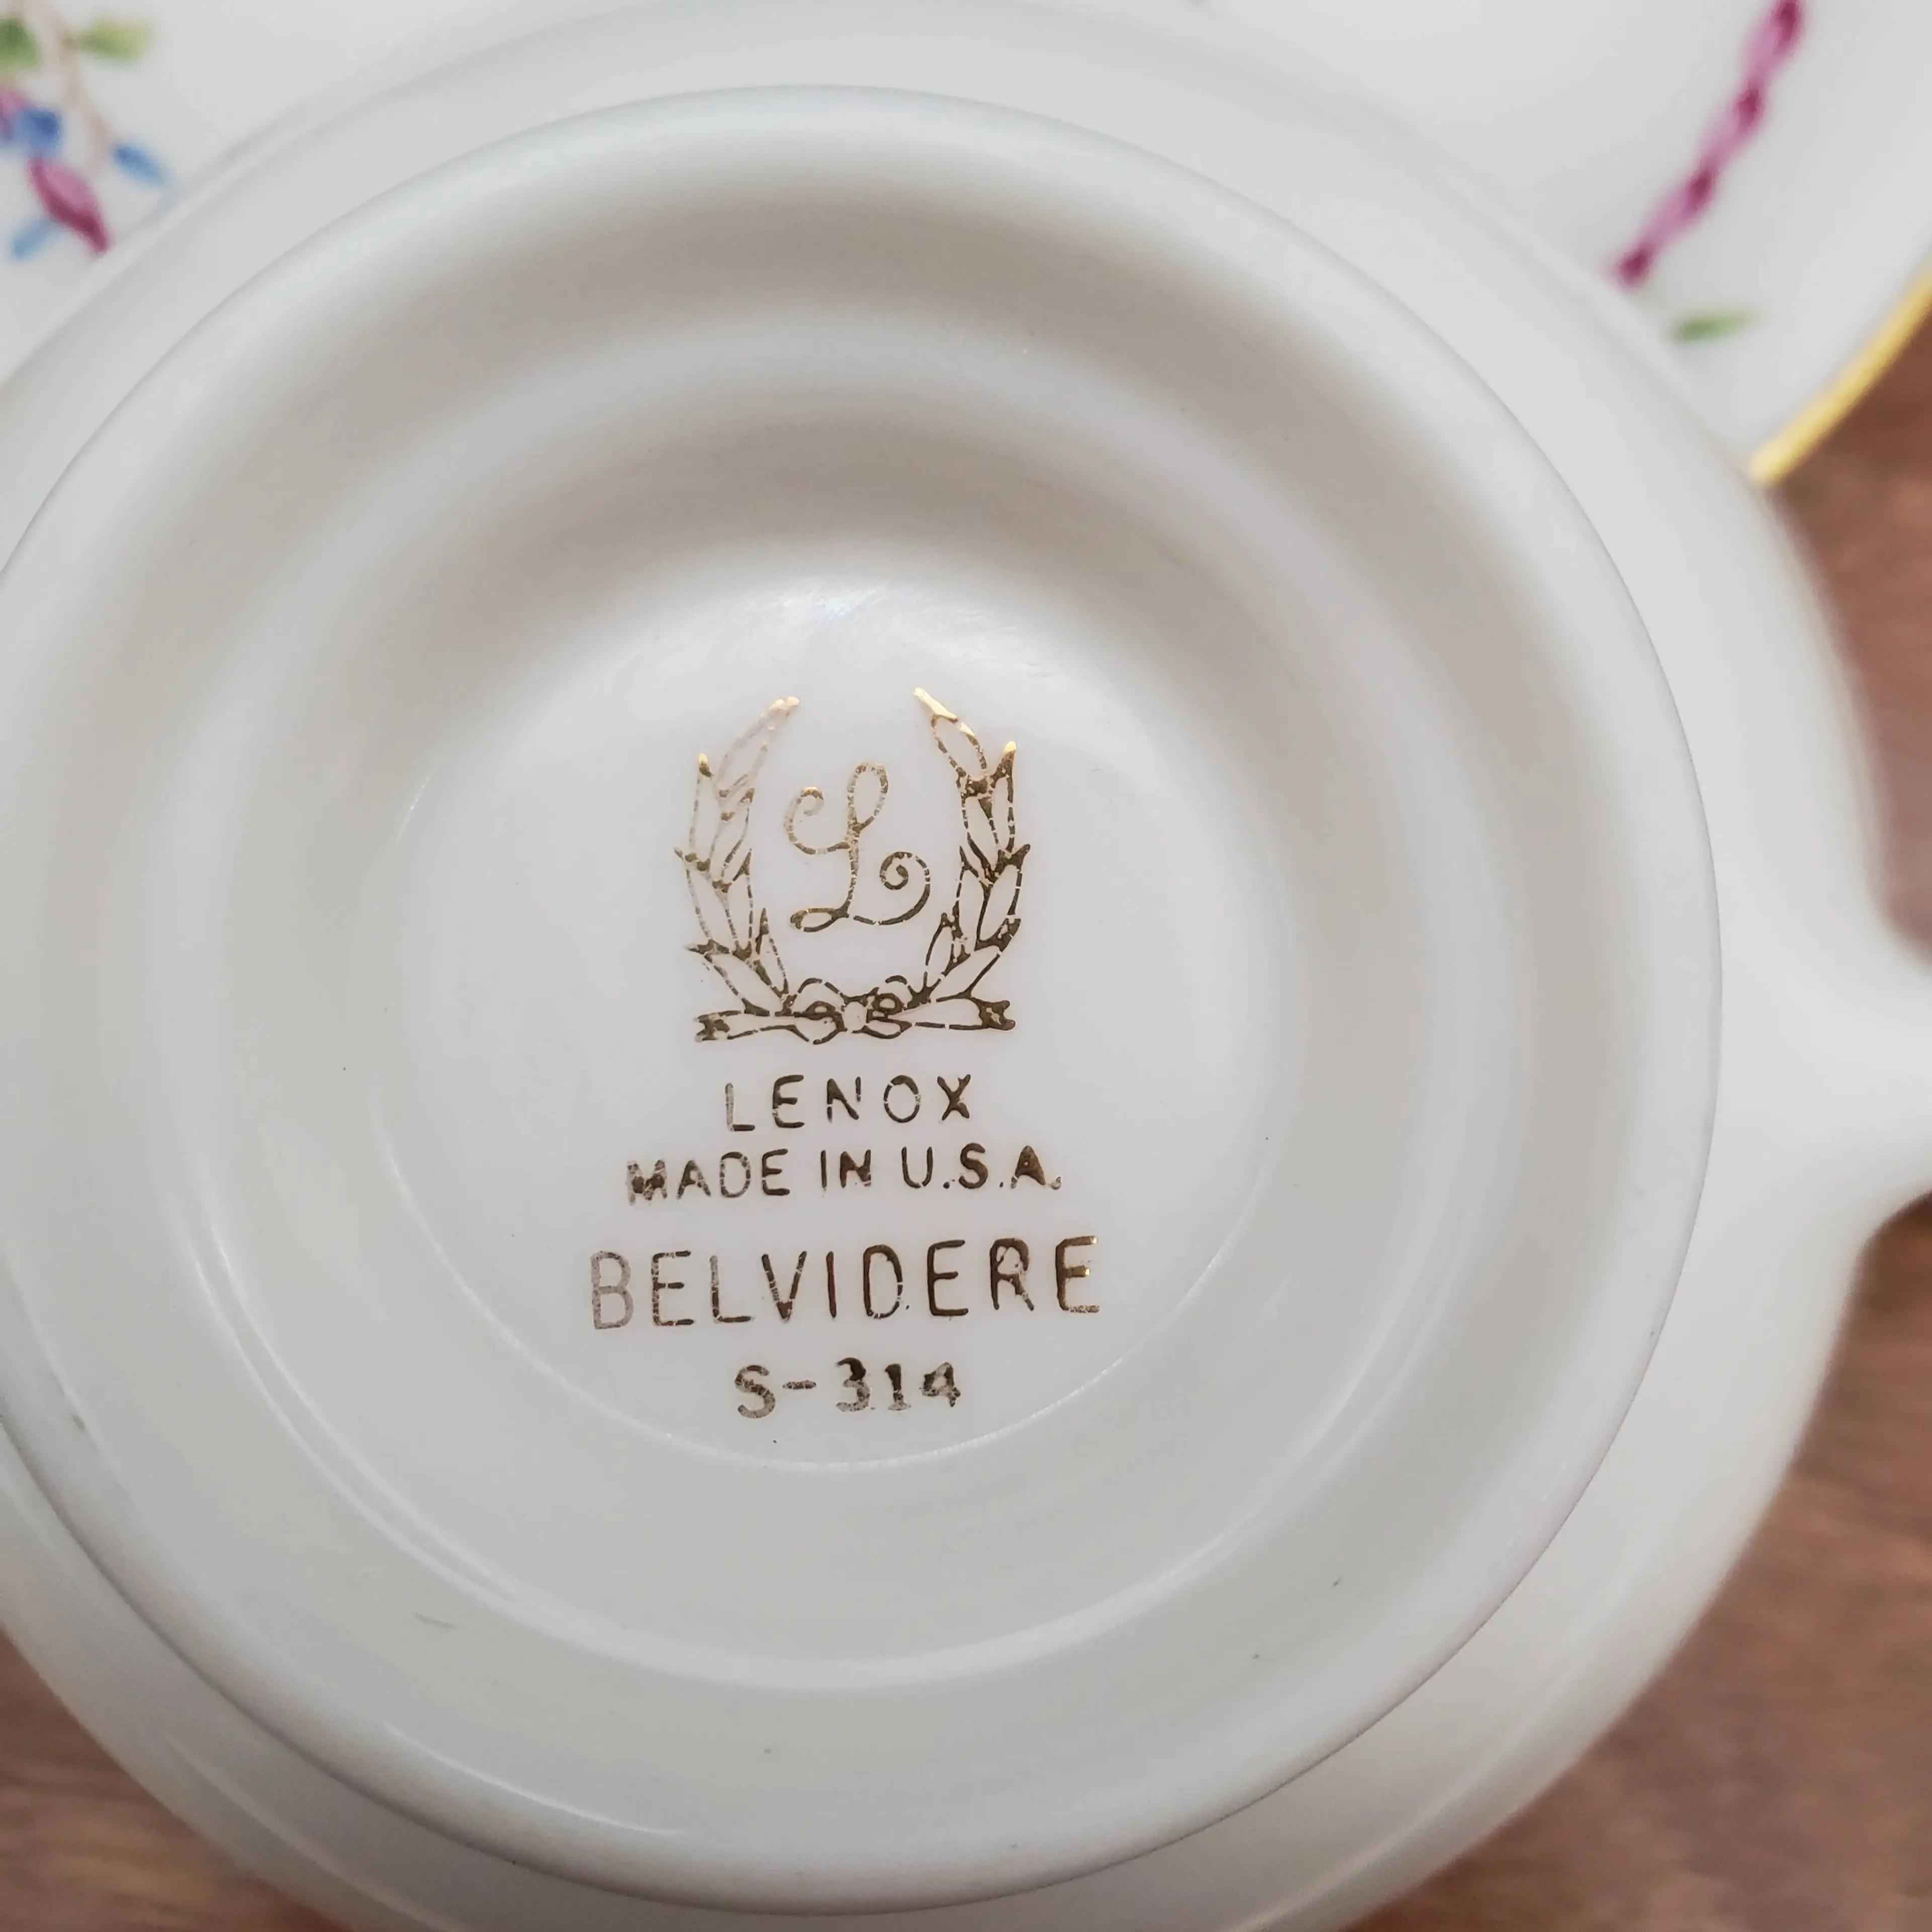 L
LENOX
MADE IN U.S.A.
BELVIDERE
S-314